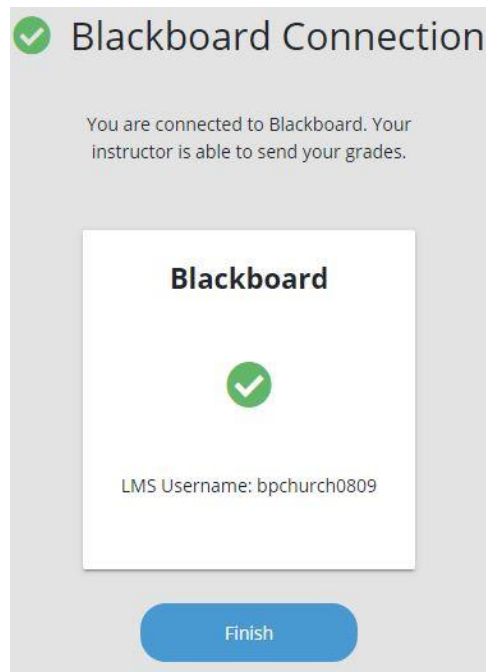 Blackboard Connection
You are connected to Blackboard. Your
instructor is able to send your grades.
Blackboard
LMS Username: bpchurch0809
Finish